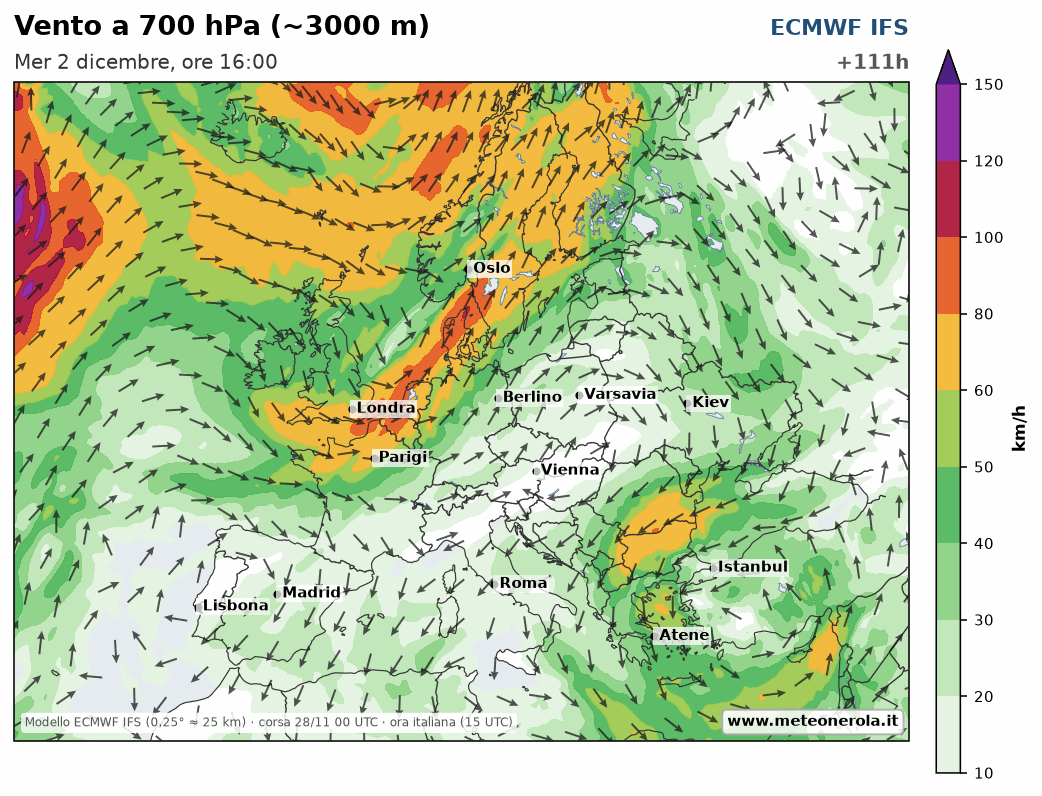 Vento a 700 hPa (~3000 m)
ECMWF IFS
Mer 2 dicembre, ore 16:00
+111h
150
120
100
80
60
50
40
30
20
10
km/h
Oslo
Londra
Berlino
Varsavia
Kiev
Parigi
Vienna
Istanbul
Roma
Madrid
Lisbona
Atene
Modello ECMWF IFS (0,25° ≈ 25 km) · corsa 28/11 00 UTC · ora italiana (15 UTC)
www.meteonerola.it